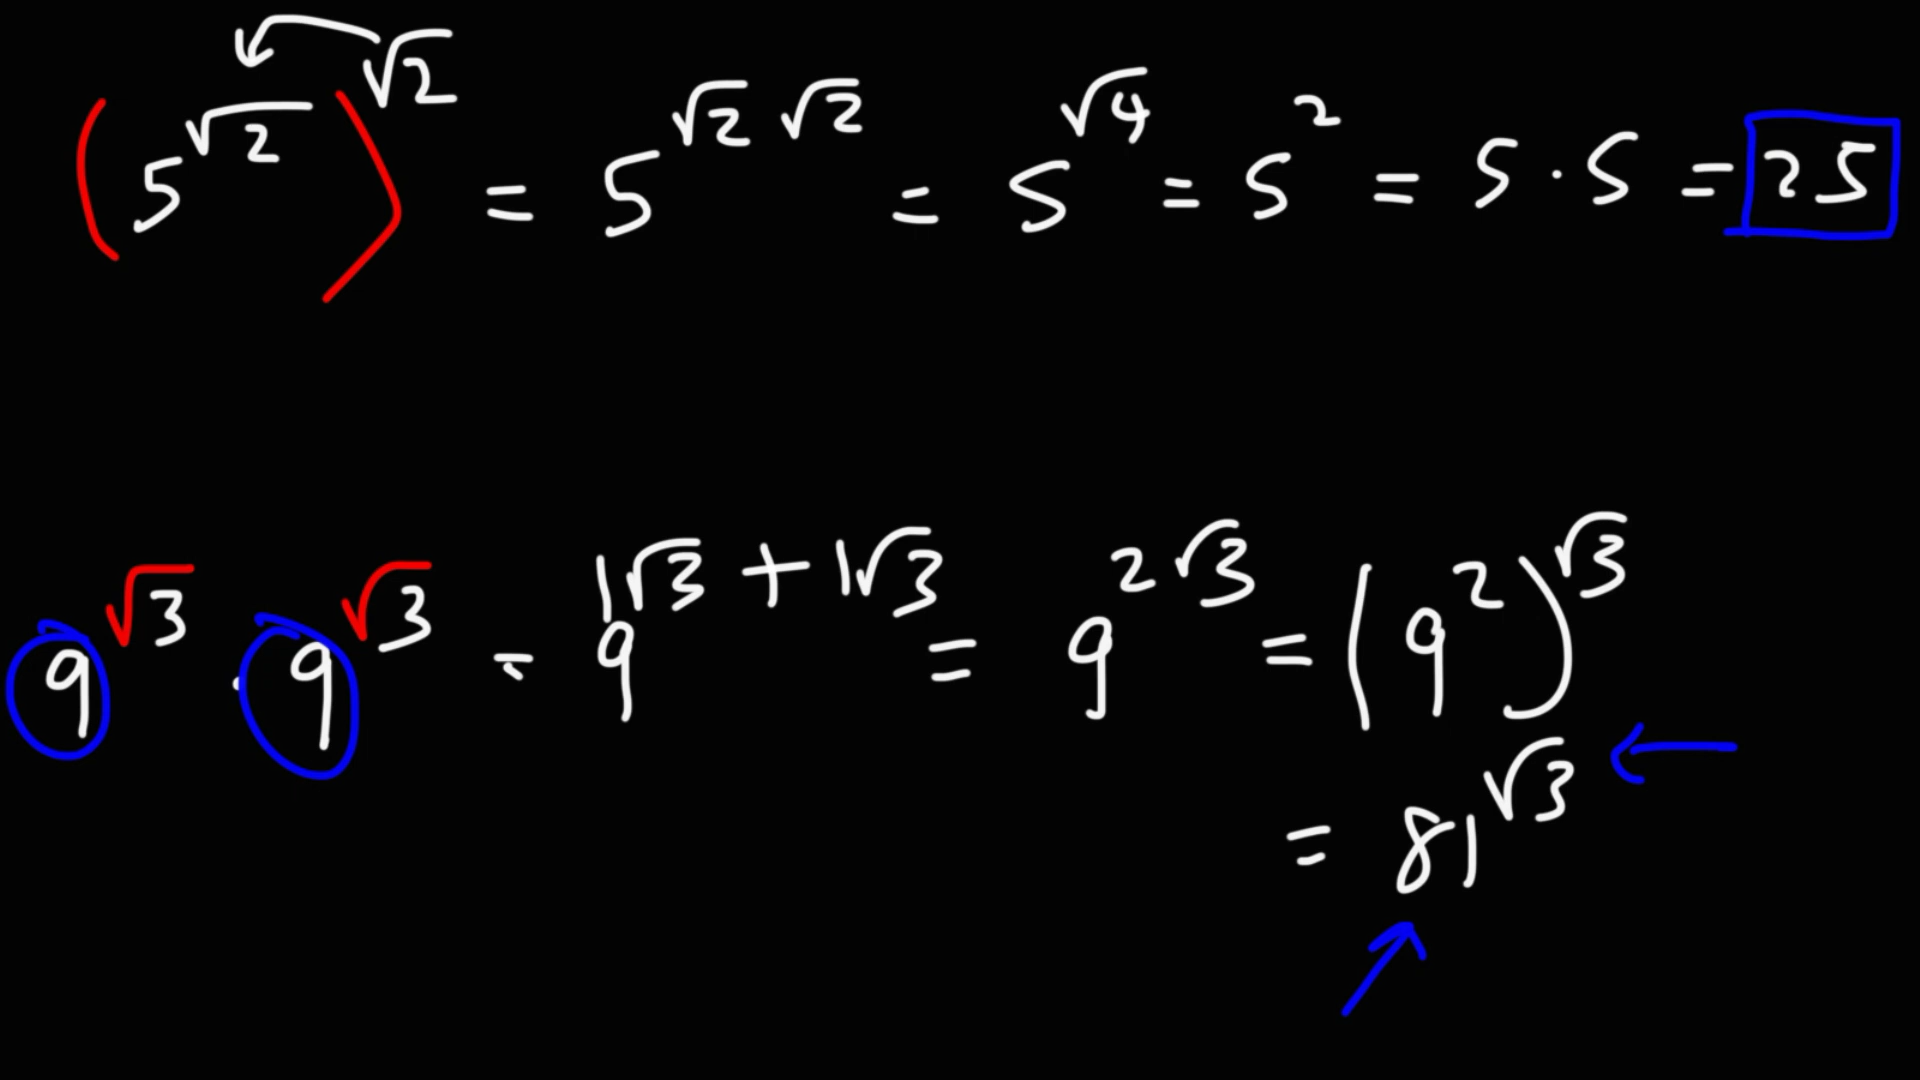 (5^√2)^√2 = 5^√2 √2 = 5^√4 = 5^2 = 5 · 5 = 25
9^√3 · 9^√3 = 9^1√3 + 1√3 = 9^2√3 = (9^2)^√3
= 81^√3